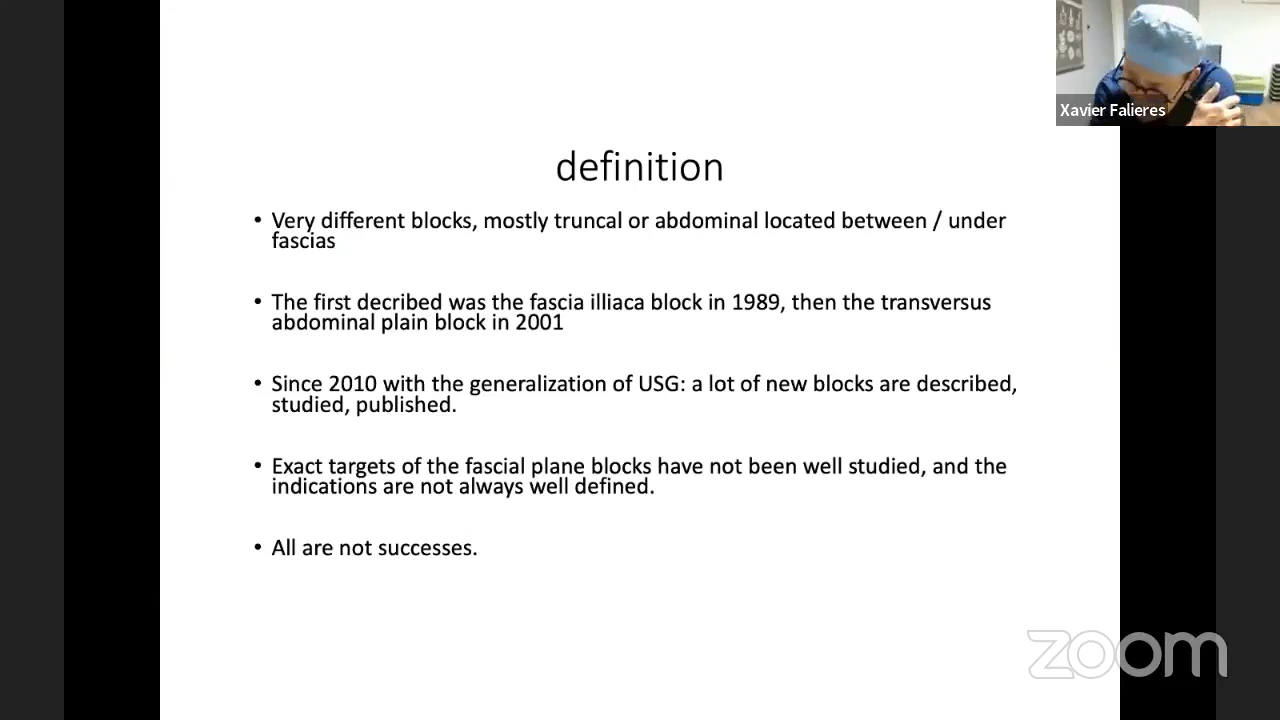 Xavier Falieres
definition
• Very different blocks, mostly truncal or abdominal located between / under
fascias
• The first decribed was the fascia illiaca block in 1989, then the transversus
abdominal plain block in 2001
• Since 2010 with the generalization of USG: a lot of new blocks are described,
studied, published.
• Exact targets of the fascial plane blocks have not been well studied, and the
indications are not always well defined.
• All are not successes.
zoom